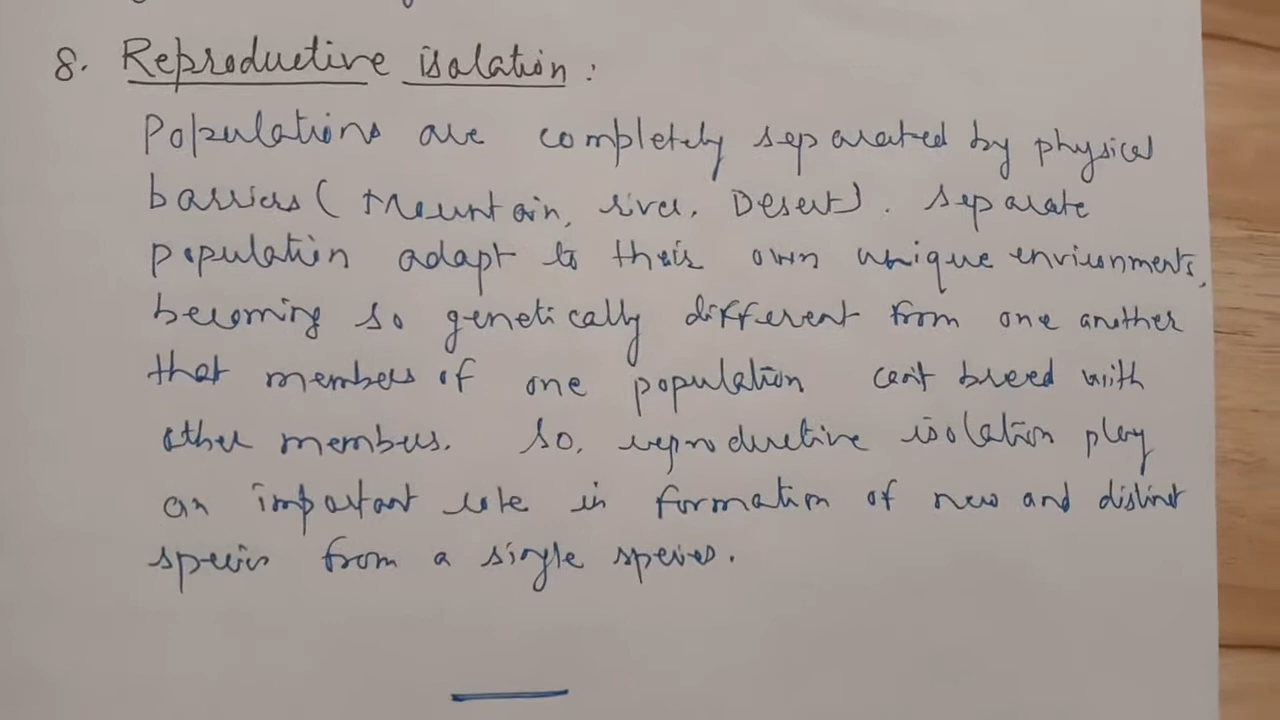 8. Reproductive isolation :
Populations are completely separated by physical
barriers ( Mountain, river, Desert) . separate
population adapt to their own unique environments,
becoming so genetically different from one another
that members of one population can't breed with
other members. So, reproductive isolation play
an important role in formation of new and distinct
species from a single species.